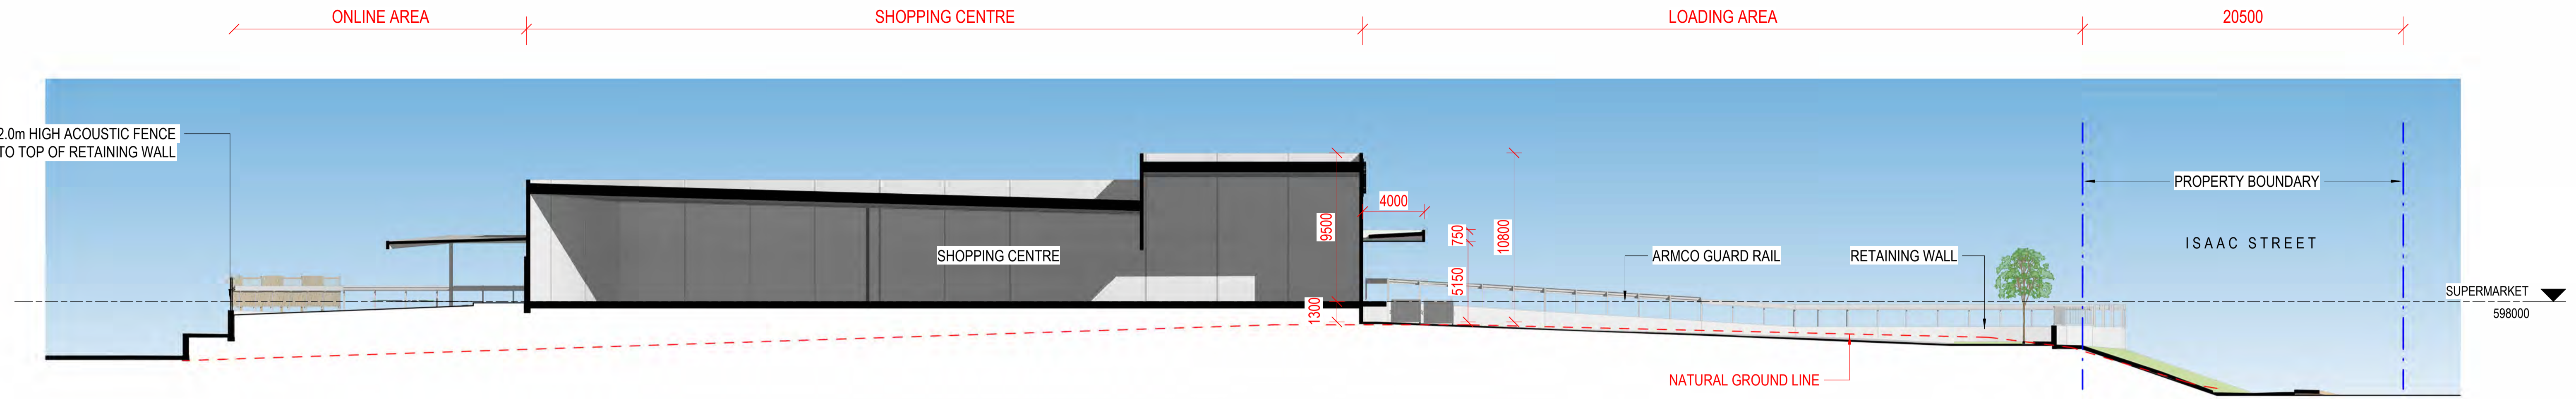 ONLINE AREA
SHOPPING CENTRE
LOADING AREA
20500
2.0m HIGH ACOUSTIC FENCE
TO TOP OF RETAINING WALL
PROPERTY BOUNDARY
4000
9500
750
10800
ISAAC STREET
SHOPPING CENTRE
ARMCO GUARD RAIL
RETAINING WALL
5150
1300
SUPERMARKET
598000
NATURAL GROUND LINE